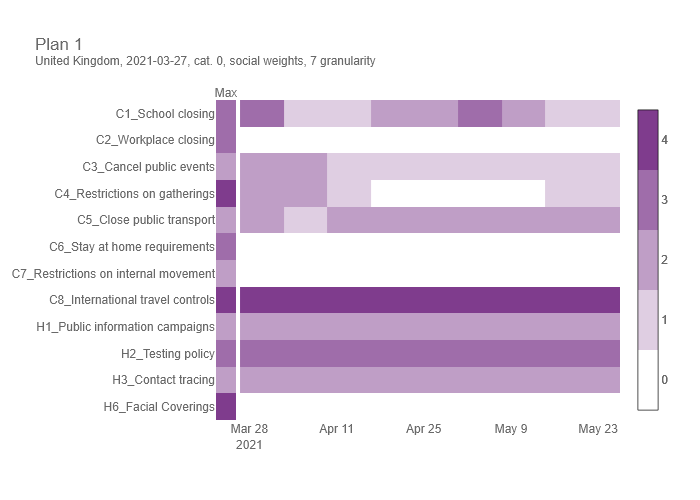 Plan 1
United Kingdom, 2021-03-27, cat. 0, social weights, 7 granularity
Max
C1_School closing
C2_Workplace closing
C3_Cancel public events
C4_Restrictions on gatherings
C5_Close public transport
C6_Stay at home requirements
C7_Restrictions on internal movement
C8_International travel controls
H1_Public information campaigns
H2_Testing policy
H3_Contact tracing
H6_Facial Coverings
Mar 28 Apr 11 Apr 25 May 9 May 23
2021
4
3
2
1
0